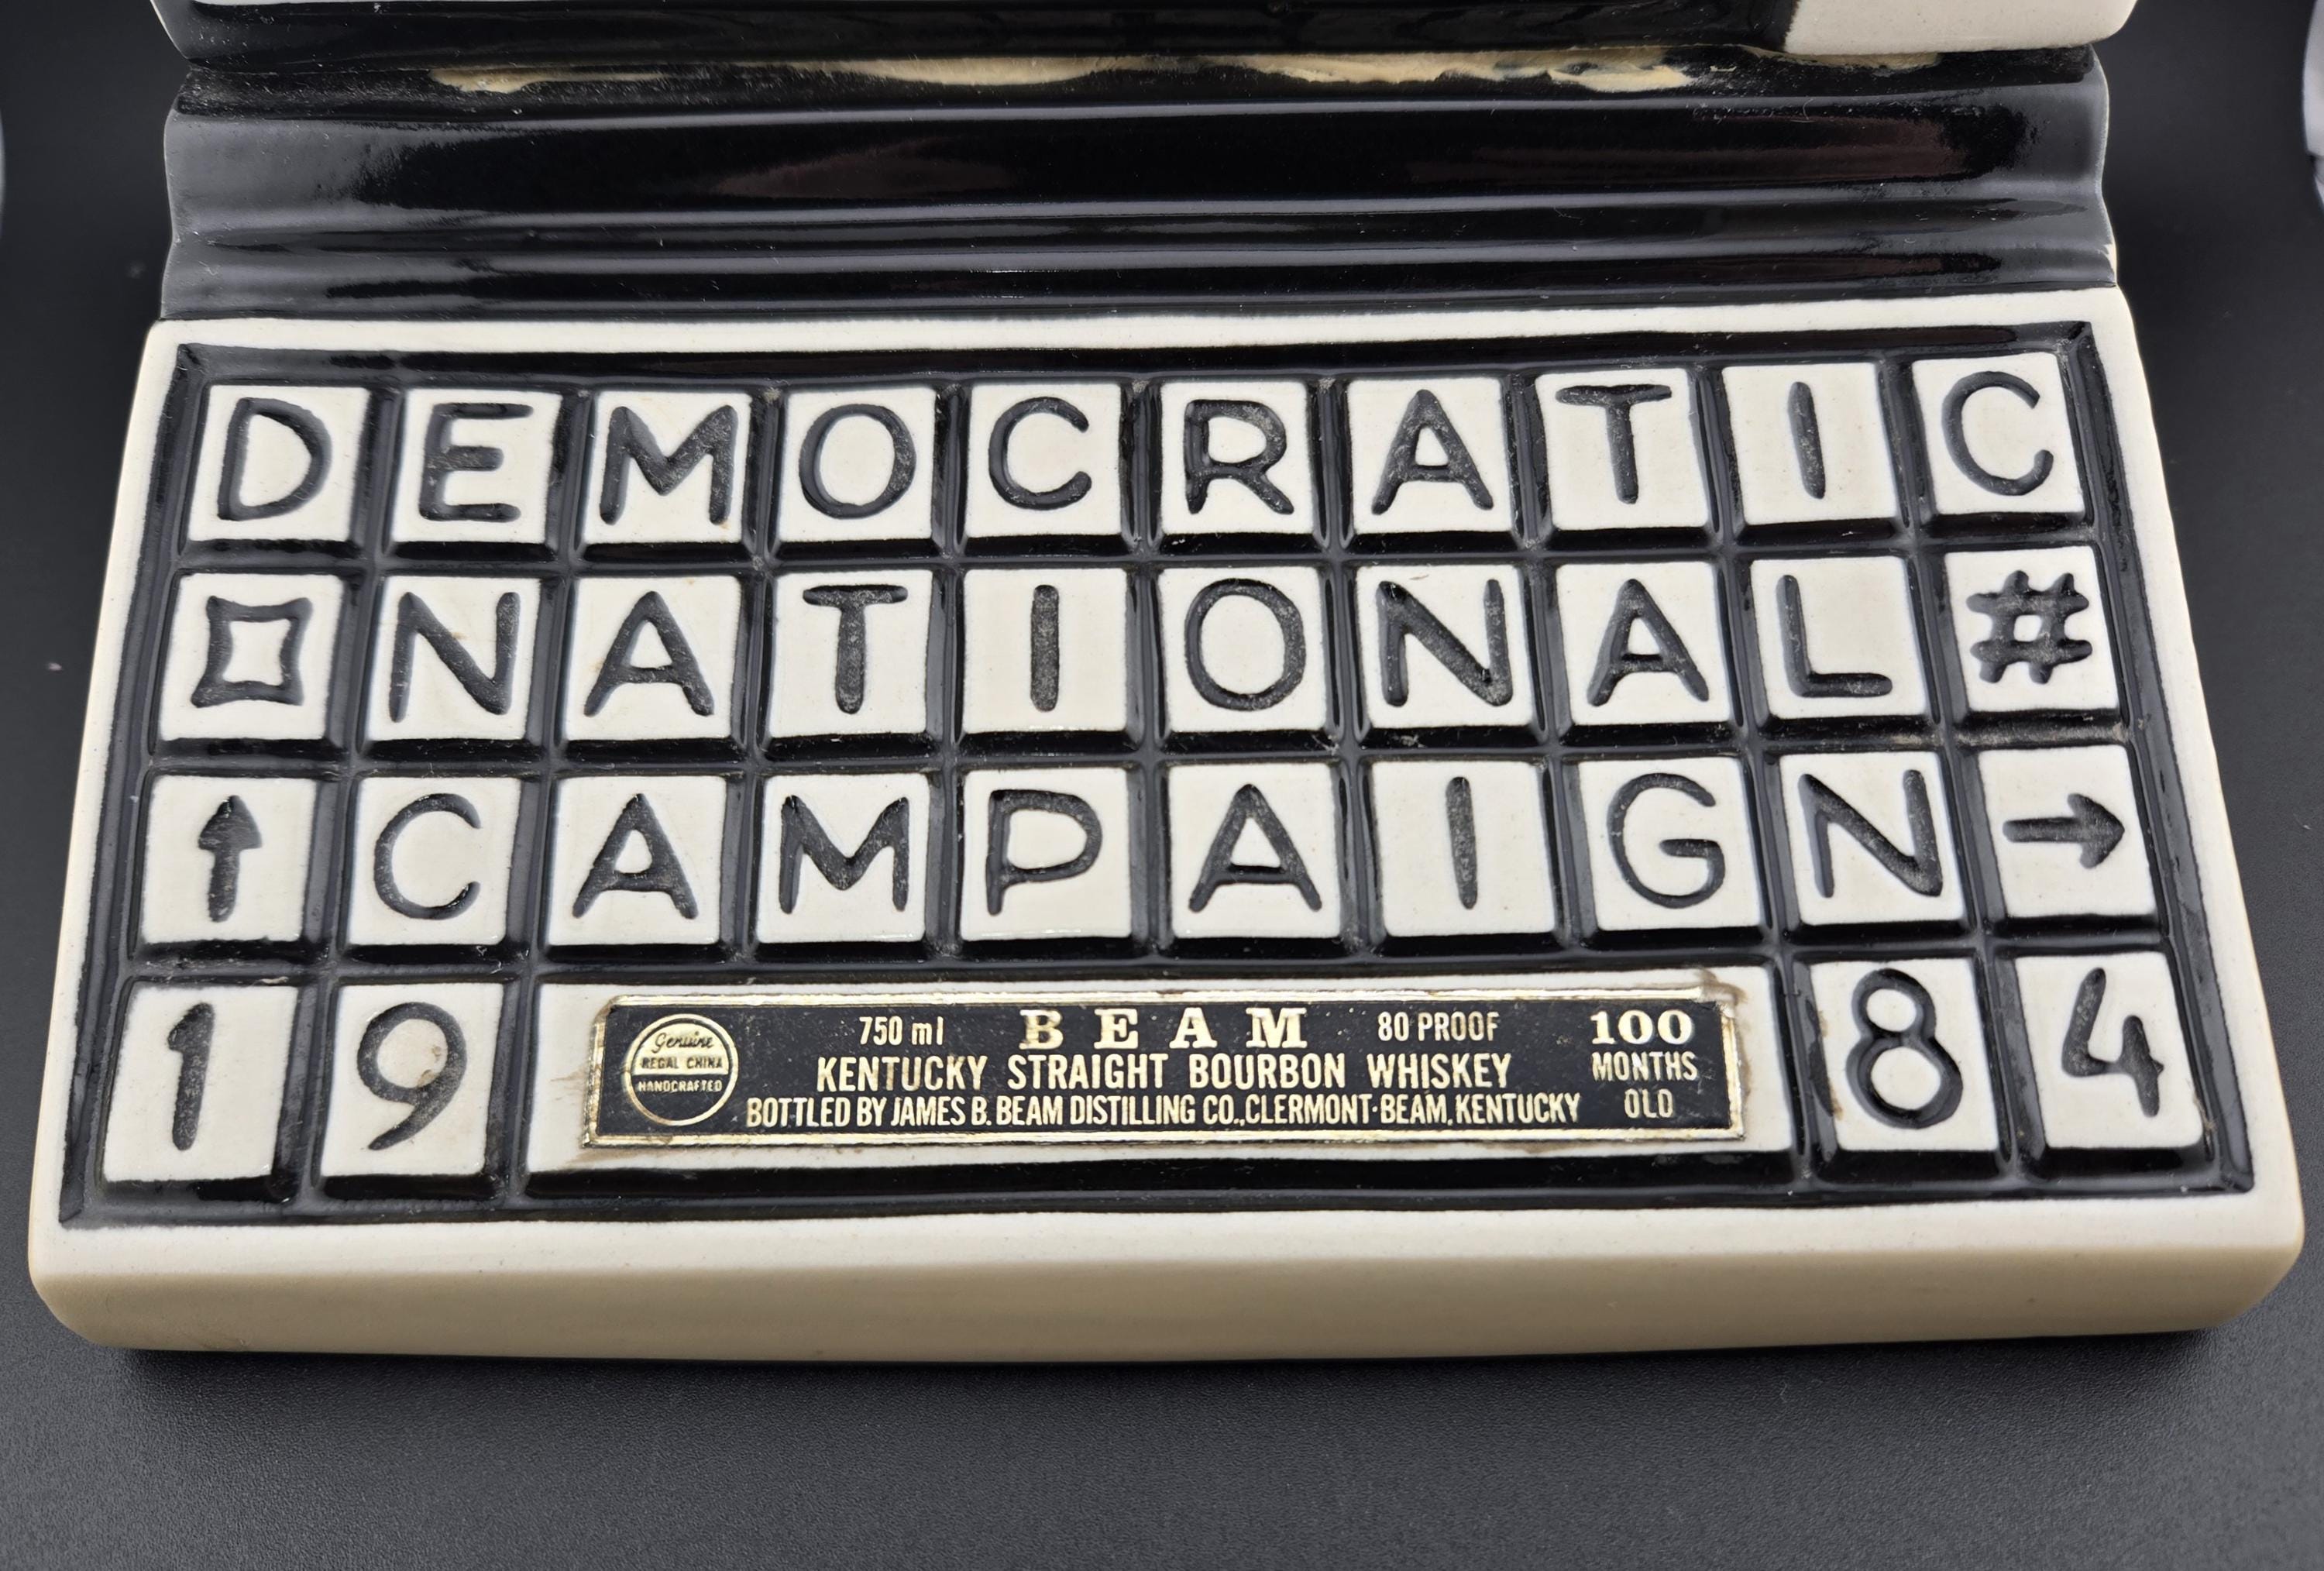 DEMOCRATIC
NATIONAL #
↑ CAMPAIGN →
19 84
Genuine
REGAL CHINA
HANDCRAFTED
750 ml BEAM 80 PROOF 100
KENTUCKY STRAIGHT BOURBON WHISKEY MONTHS
BOTTLED BY JAMES B. BEAM DISTILLING CO., CLERMONT·BEAM, KENTUCKY OLD